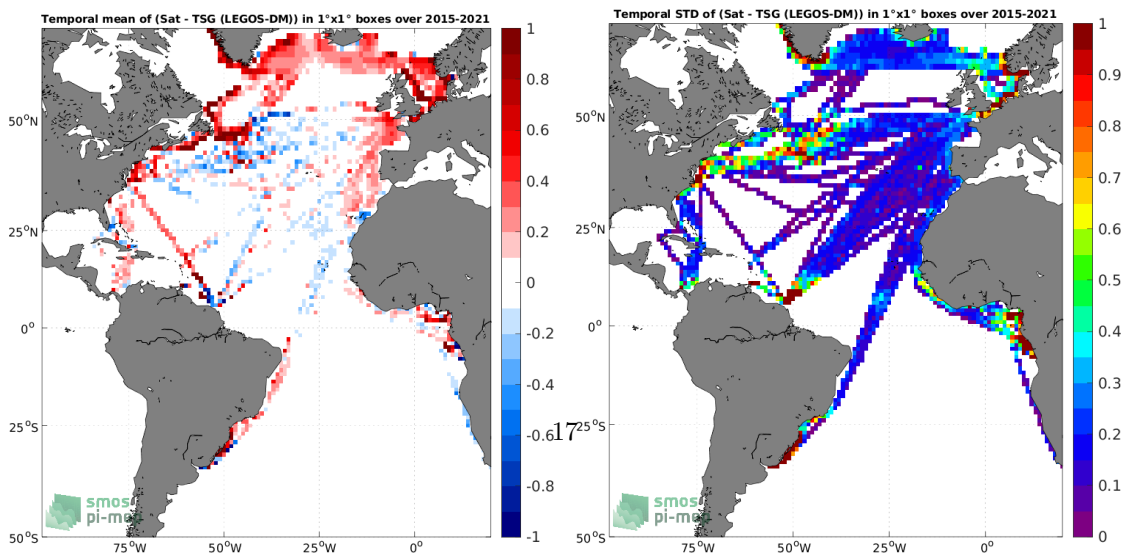 Temporal mean of (Sat - TSG (LEGOS-DM)) in 1°x1° boxes over 2015-2021
50°N
25°N
0°
25°S
50°S
75°W
50°W
25°W
0°
1
0.8
0.6
0.4
0.2
0
-0.2
-0.4
-0.6
-0.8
-1
smos
pi-mep
17
Temporal STD of (Sat - TSG (LEGOS-DM)) in 1°x1° boxes over 2015-2021
50°N
25°N
0°
25°S
50°S
75°W
50°W
25°W
0°
1
0.9
0.8
0.7
0.6
0.5
0.4
0.3
0.2
0.1
0
smos
pi-mep